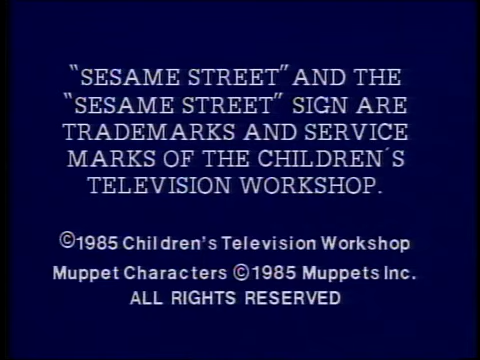 "SESAME STREET" AND THE
"SESAME STREET" SIGN ARE
TRADEMARKS AND SERVICE
MARKS OF THE CHILDREN'S
TELEVISION WORKSHOP.
©1985 Children's Television Workshop
Muppet Characters ©1985 Muppets Inc.
ALL RIGHTS RESERVED